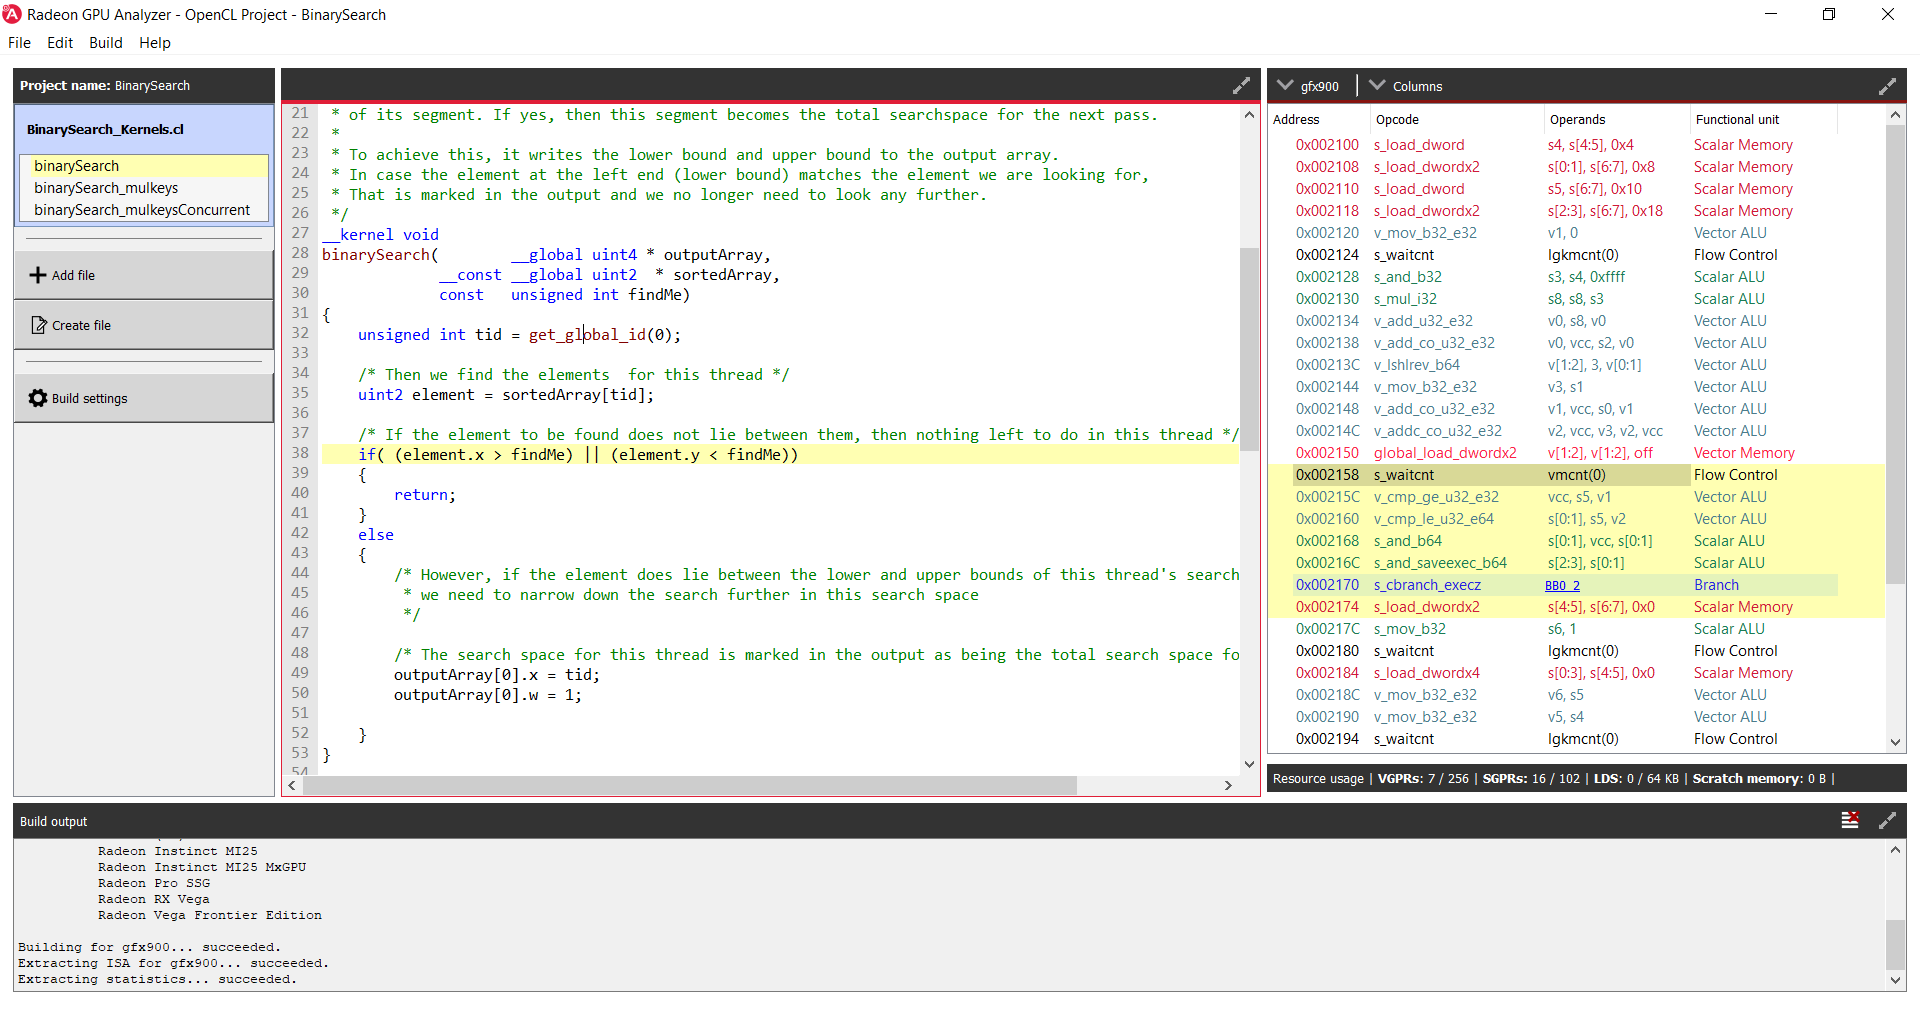 Radeon GPU Analyzer - OpenCL Project - BinarySearch
File Edit Build Help
Project name: BinarySearch
BinarySearch_Kernels.cl
binarySearch
binarySearch_mulkeys
binarySearch_mulkeysConcurrent
Add file
Create file
Build settings
21 * of its segment. If yes, then this segment becomes the total searchspace for the next pass.
22 *
23 * To achieve this, it writes the lower bound and upper bound to the output array.
24 * In case the element at the left end (lower bound) matches the element we are looking for,
25 * That is marked in the output and we no longer need to look any further.
26 */
27 __kernel void
28 binarySearch( __global uint4 * outputArray,
29 __const __global uint2 * sortedArray,
30 const unsigned int findMe)
31 {
32 unsigned int tid = get_global_id(0);
33
34 /* Then we find the elements for this thread */
35 uint2 element = sortedArray[tid];
36
37 /* If the element to be found does not lie between them, then nothing left to do in this thread */
38 if( (element.x > findMe) || (element.y < findMe))
39 {
40 return;
41 }
42 else
43 {
44 /* However, if the element does lie between the lower and upper bounds of this thread's search
45 * we need to narrow down the search further in this search space
46 */
47
48 /* The search space for this thread is marked in the output as being the total search space fo
49 outputArray[0].x = tid;
50 outputArray[0].w = 1;
51
52 }
53 }
54
gfx900 Columns
Address Opcode Operands Functional unit
0x002100 s_load_dword s4, s[4:5], 0x4 Scalar Memory
0x002108 s_load_dwordx2 s[0:1], s[6:7], 0x8 Scalar Memory
0x002110 s_load_dword s5, s[6:7], 0x10 Scalar Memory
0x002118 s_load_dwordx2 s[2:3], s[6:7], 0x18 Scalar Memory
0x002120 v_mov_b32_e32 v1, 0 Vector ALU
0x002124 s_waitcnt lgkmcnt(0) Flow Control
0x002128 s_and_b32 s3, s4, 0xffff Scalar ALU
0x002130 s_mul_i32 s8, s8, s3 Scalar ALU
0x002134 v_add_u32_e32 v0, s8, v0 Vector ALU
0x002138 v_add_co_u32_e32 v0, vcc, s2, v0 Vector ALU
0x00213C v_lshlrev_b64 v[1:2], 3, v[0:1] Vector ALU
0x002144 v_mov_b32_e32 v3, s1 Vector ALU
0x002148 v_add_co_u32_e32 v1, vcc, s0, v1 Vector ALU
0x00214C v_addc_co_u32_e32 v2, vcc, v3, v2, vcc Vector ALU
0x002150 global_load_dwordx2 v[1:2], v[1:2], off Vector Memory
0x002158 s_waitcnt vmcnt(0) Flow Control
0x00215C v_cmp_ge_u32_e32 vcc, s5, v1 Vector ALU
0x002160 v_cmp_le_u32_e64 s[0:1], s5, v2 Vector ALU
0x002168 s_and_b64 s[0:1], vcc, s[0:1] Scalar ALU
0x00216C s_and_saveexec_b64 s[2:3], s[0:1] Scalar ALU
0x002170 s_cbranch_execz BB0_2 Branch
0x002174 s_load_dwordx2 s[4:5], s[6:7], 0x0 Scalar Memory
0x00217C s_mov_b32 s6, 1 Scalar ALU
0x002180 s_waitcnt lgkmcnt(0) Flow Control
0x002184 s_load_dwordx4 s[0:3], s[4:5], 0x0 Scalar Memory
0x00218C v_mov_b32_e32 v6, s5 Vector ALU
0x002190 v_mov_b32_e32 v5, s4 Vector ALU
0x002194 s_waitcnt lgkmcnt(0) Flow Control
Resource usage | VGPRs: 7 / 256 | SGPRs: 16 / 102 | LDS: 0 / 64 KB | Scratch memory: 0 B |
Build output
Radeon Instinct MI25
Radeon Instinct MI25 MxGPU
Radeon Pro SSG
Radeon RX Vega
Radeon Vega Frontier Edition
Building for gfx900... succeeded.
Extracting ISA for gfx900... succeeded.
Extracting statistics... succeeded.